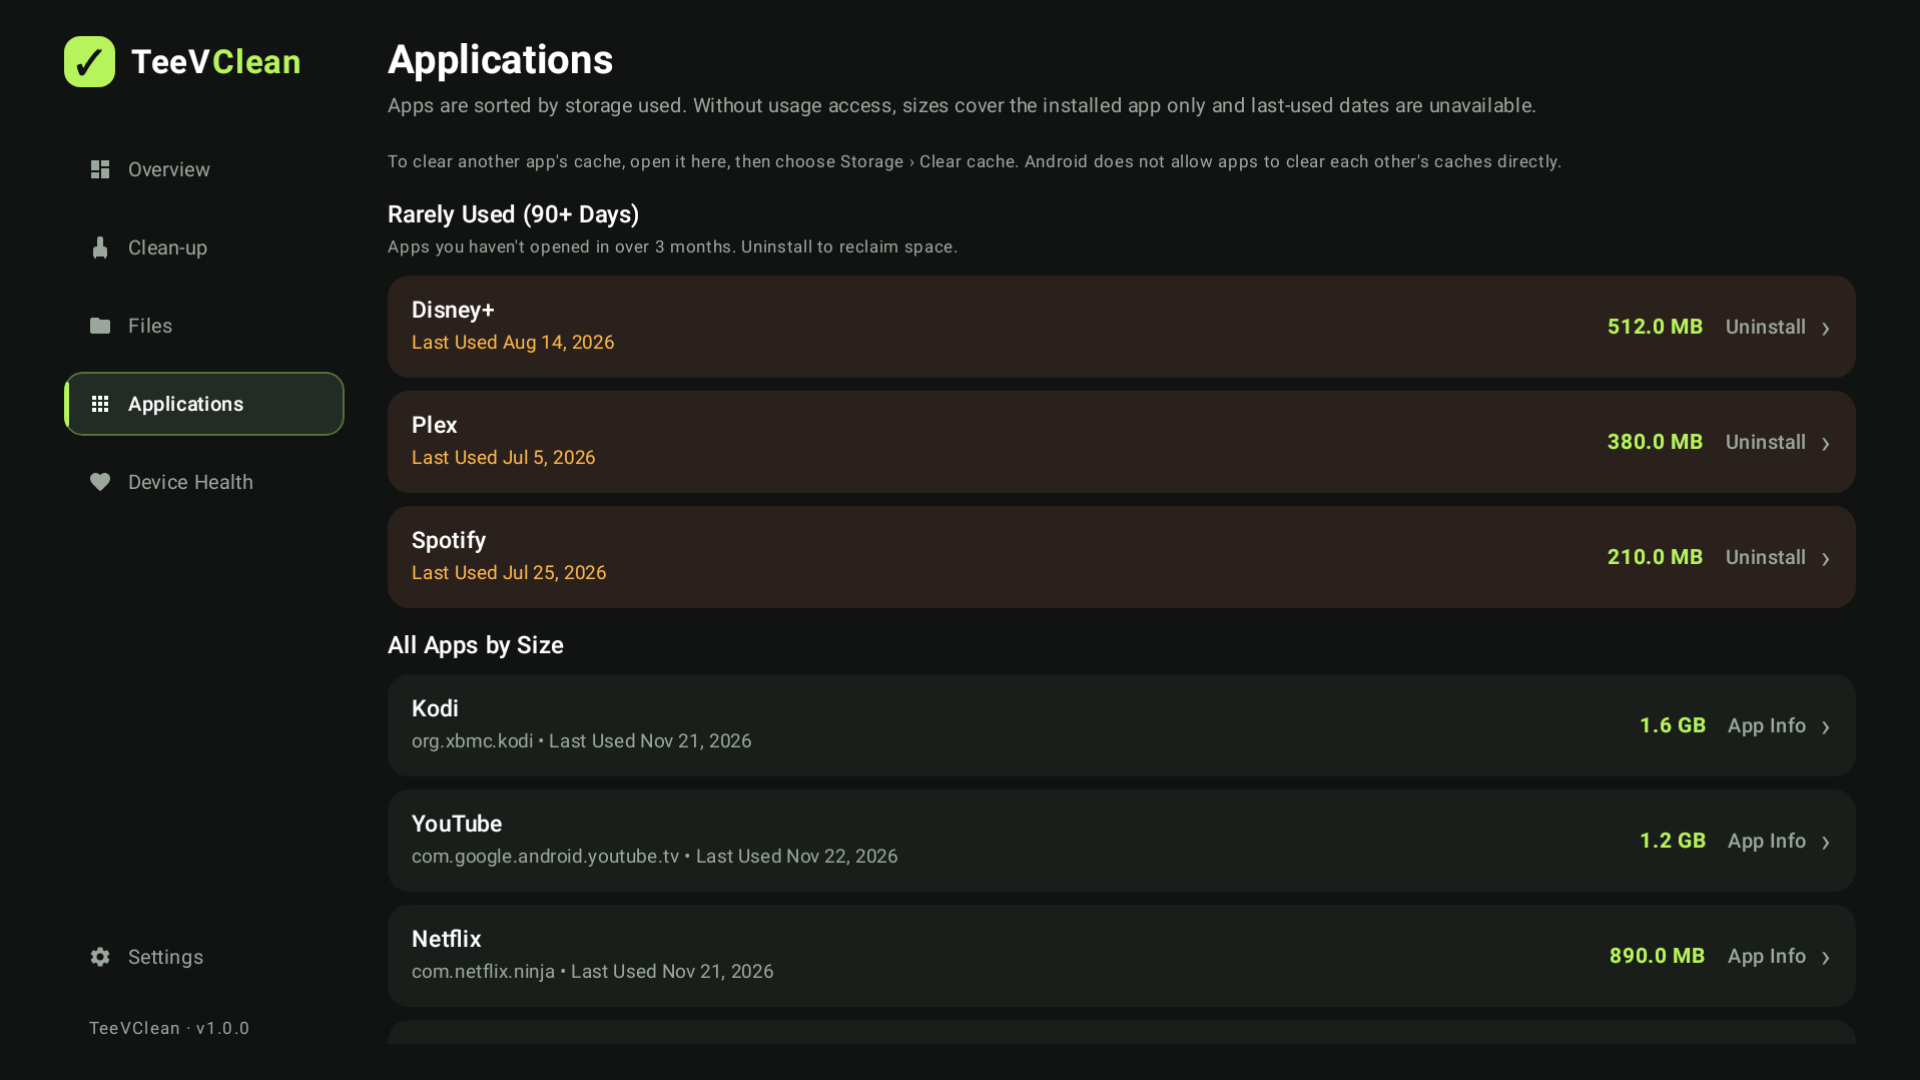 TeeVClean
Overview
Clean-up
Files
Applications
Device Health
Settings
TeeVClean · v1.0.0
Applications
Apps are sorted by storage used. Without usage access, sizes cover the installed app only and last-used dates are unavailable.
To clear another app's cache, open it here, then choose Storage › Clear cache. Android does not allow apps to clear each other's caches directly.
Rarely Used (90+ Days)
Apps you haven't opened in over 3 months. Uninstall to reclaim space.
Disney+
Last Used Aug 14, 2026
512.0 MB Uninstall ›
Plex
Last Used Jul 5, 2026
380.0 MB Uninstall ›
Spotify
Last Used Jul 25, 2026
210.0 MB Uninstall ›
All Apps by Size
Kodi
org.xbmc.kodi • Last Used Nov 21, 2026
1.6 GB App Info ›
YouTube
com.google.android.youtube.tv • Last Used Nov 22, 2026
1.2 GB App Info ›
Netflix
com.netflix.ninja • Last Used Nov 21, 2026
890.0 MB App Info ›